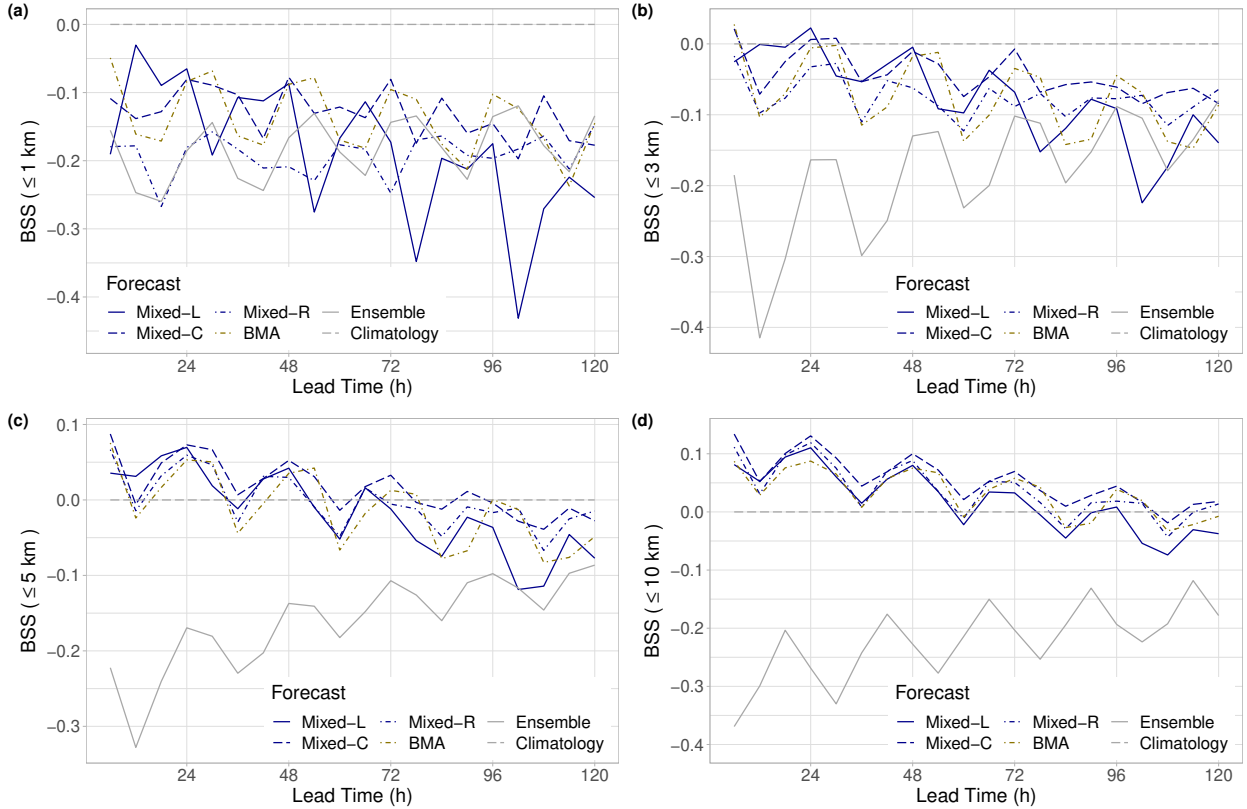 (a)
0.0
−0.1
−0.2
−0.3
−0.4
BSS ( ≤ 1 km)
Forecast
Mixed−L Mixed−R Ensemble
Mixed−C BMA Climatology
24 48 72 96 120
Lead Time (h)
(b)
0.0
−0.1
−0.2
−0.3
−0.4
BSS ( ≤ 3 km)
Forecast
Mixed−L Mixed−R Ensemble
Mixed−C BMA Climatology
24 48 72 96 120
Lead Time (h)
(c)
0.1
0.0
−0.1
−0.2
−0.3
BSS ( ≤ 5 km)
Forecast
Mixed−L Mixed−R Ensemble
Mixed−C BMA Climatology
24 48 72 96 120
Lead Time (h)
(d)
0.1
0.0
−0.1
−0.2
−0.3
−0.4
BSS ( ≤ 10 km)
Forecast
Mixed−L Mixed−R Ensemble
Mixed−C BMA Climatology
24 48 72 96 120
Lead Time (h)